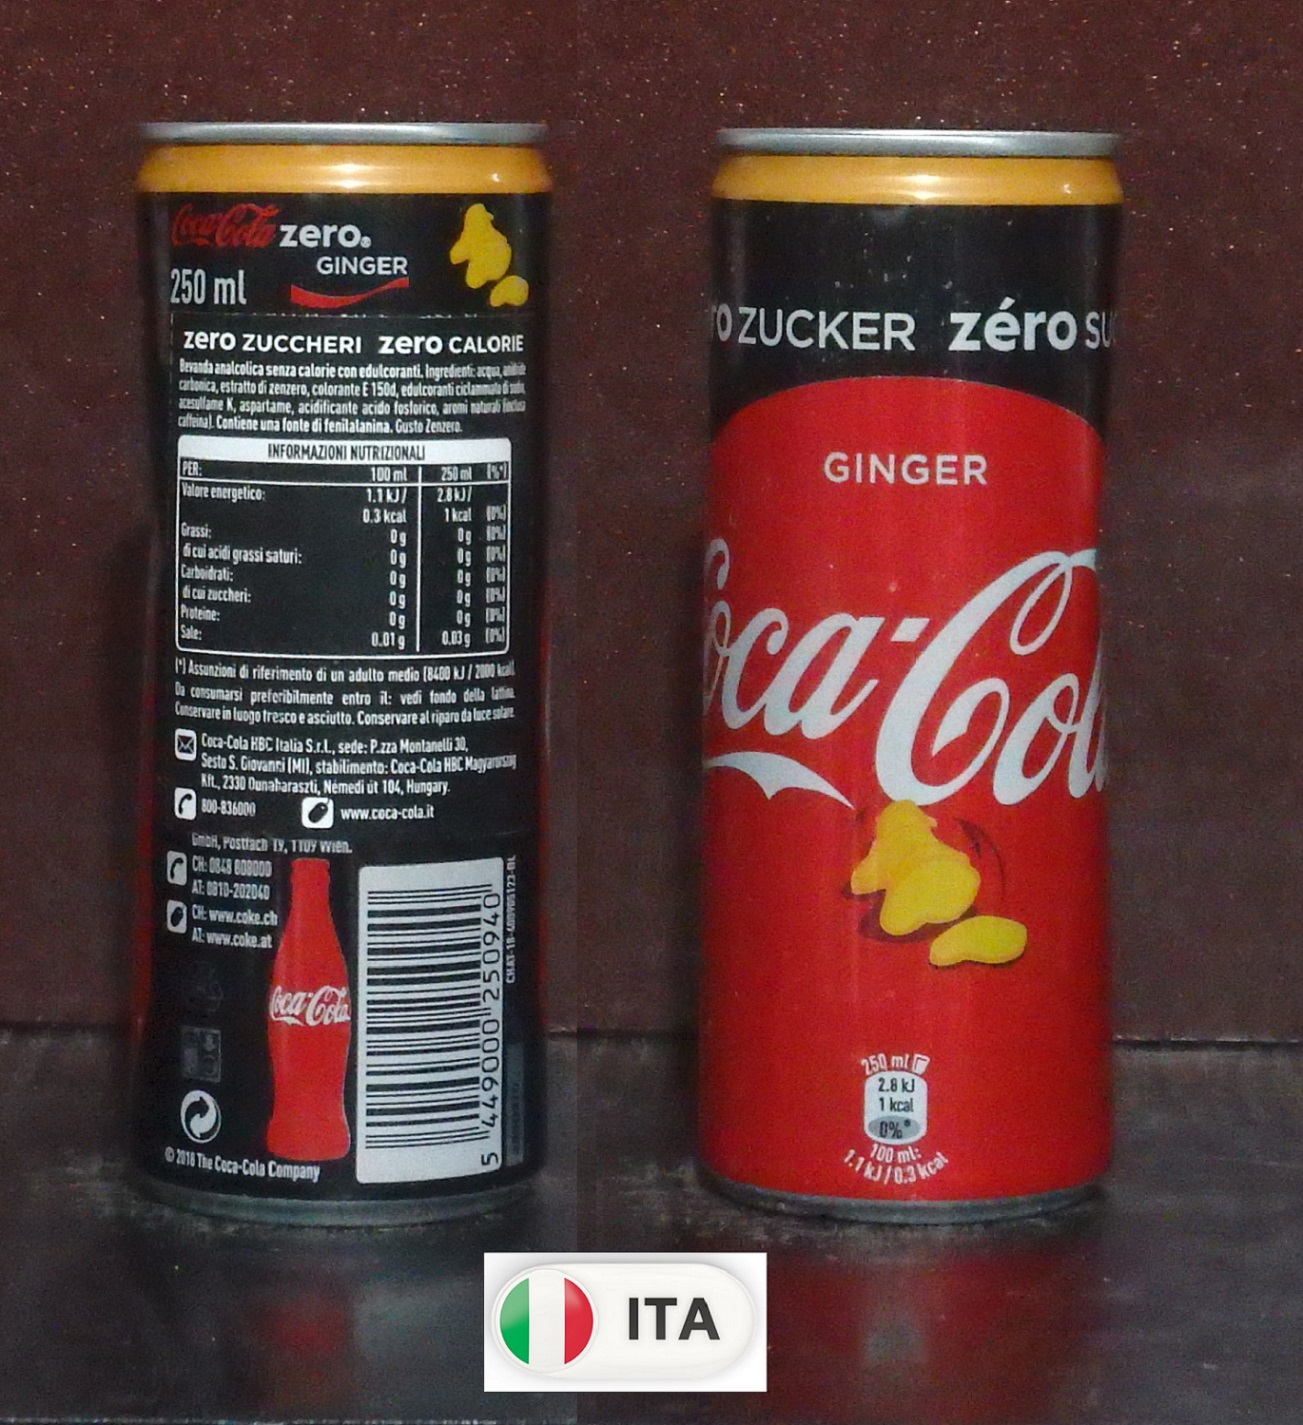 Coca-Cola zero®
GINGER
250 ml
zero ZUCCHERI zero CALORIE
Bevanda analcolica senza calorie con edulcoranti. Ingredienti: acqua, anidride
carbonica, estratto di zenzero, colorante E 150d, edulcoranti ciclammato di sodio,
acesulfame K, aspartame, acidificante acido fosforico, aromi naturali (inclusa
caffeina). Contiene una fonte di fenilalanina. Gusto Zenzero.
INFORMAZIONI NUTRIZIONALI
PER: 100 ml 250 ml (%*)
Valore energetico: 1.1 kJ/ 2.8 kJ/
0.3 kcal 1 kcal (0%)
Grassi: 0 g 0 g (0%)
di cui acidi grassi saturi: 0 g 0 g (0%)
Carboidrati: 0 g 0 g (0%)
di cui zuccheri: 0 g 0 g (0%)
Proteine: 0 g 0 g (0%)
Sale: 0.01 g 0.03 g (0%)
(*) Assunzioni di riferimento di un adulto medio (8400 kJ / 2000 kcal).
Da consumarsi preferibilmente entro il: vedi fondo della lattina.
Conservare in luogo fresco e asciutto. Conservare al riparo da luce solare.
Coca-Cola HBC Italia S.r.l., sede: P.zza Montanelli 30,
Sesto S. Giovanni (MI), stabilimento: Coca-Cola HBC Magyarország
Kft., 2330 Dunaharaszti, Némedi út 104, Hungary.
800-836000 www.coca-cola.it
GmbH, Postfach 19, 1109 Wien.
CH: 0848 808000
AT: 0810-202040
CH: www.coke.ch
AT: www.coke.at
Coca-Cola
© 2018 The Coca-Cola Company
5 449000 250940
ro ZUCKER zéro SU
GINGER
Coca-Cola
250 ml
2.8 kJ
1 kcal
0%*
100 ml:
1.1 kJ/0.3 kcal
ITA